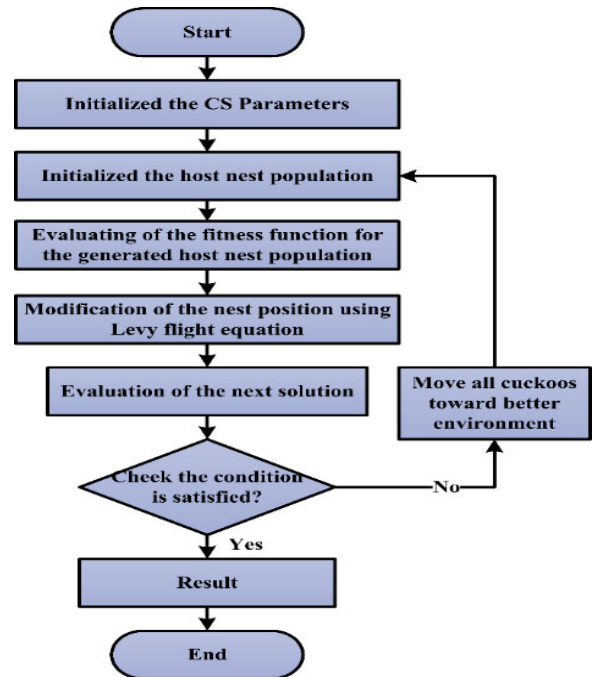 Start
Initialized the CS Parameters
Initialized the host nest population
Evaluating of the fitness function for
the generated host nest population
Modification of the nest position using
Levy flight equation
Evaluation of the next solution
Move all cuckoos
toward better
environment
Cheek the condition
is satisfied?
No
Yes
Result
End